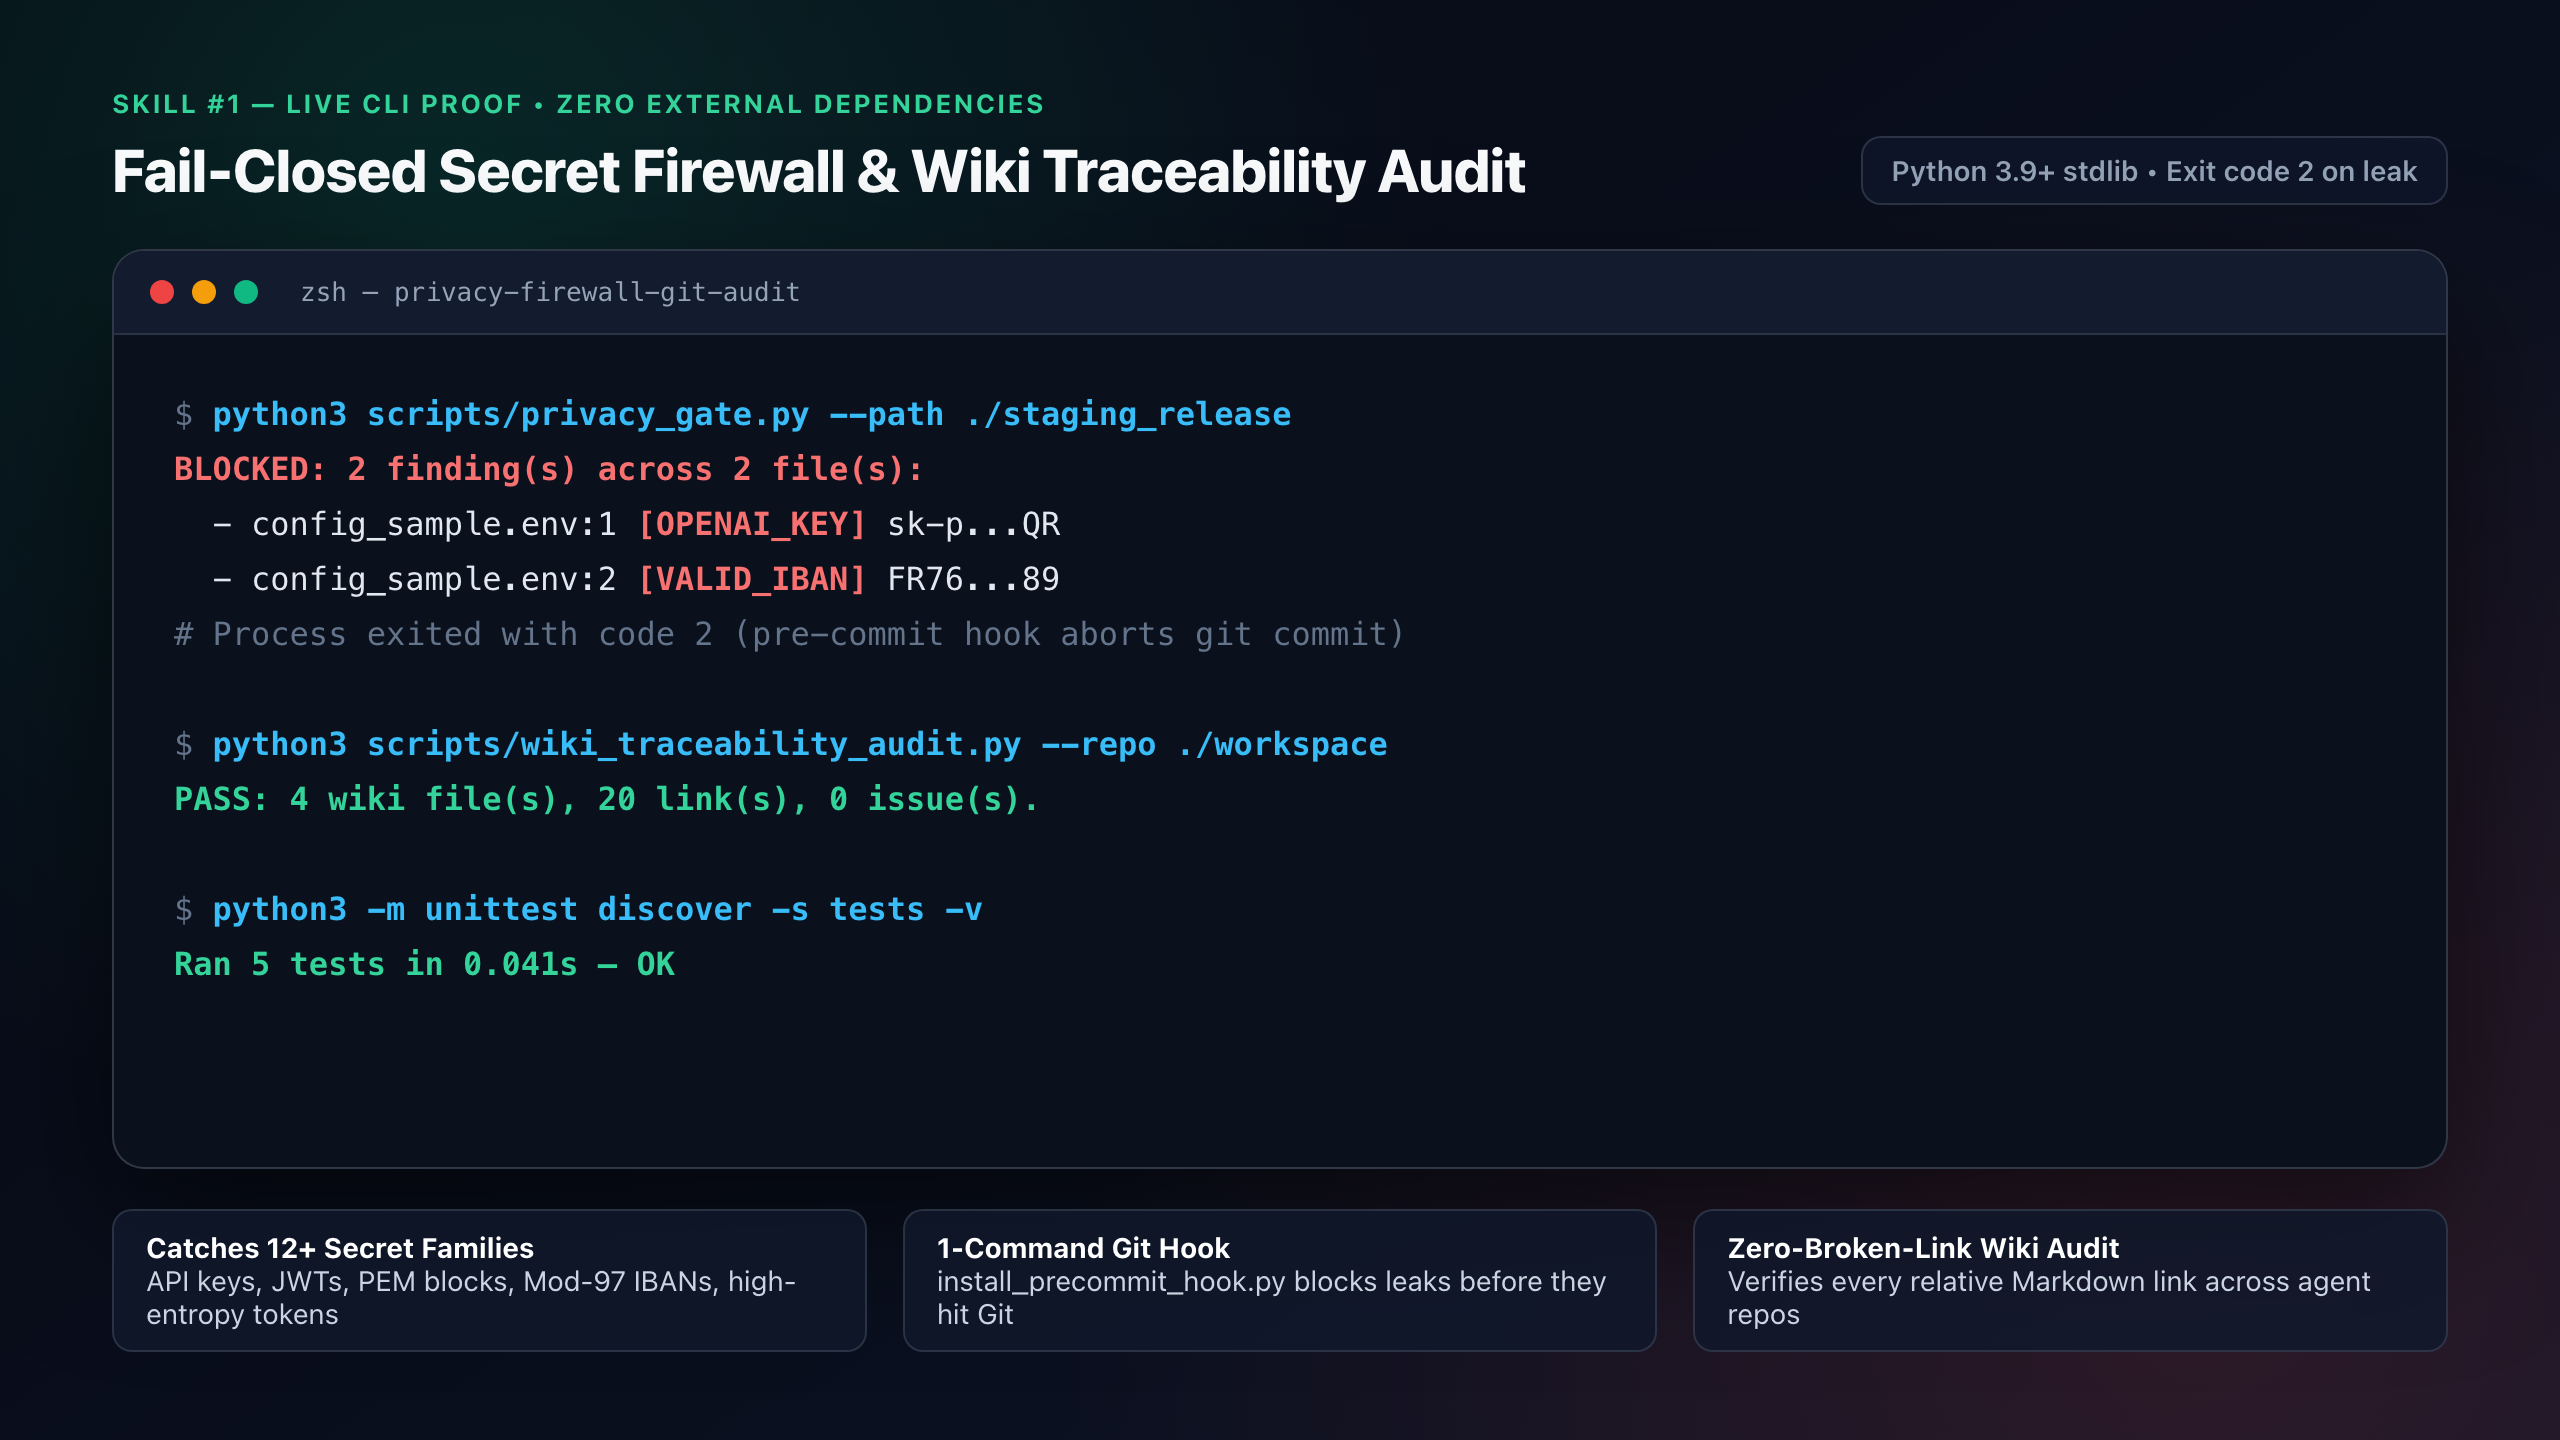 SKILL #1 — LIVE CLI PROOF • ZERO EXTERNAL DEPENDENCIES
Fail-Closed Secret Firewall & Wiki Traceability Audit
Python 3.9+ stdlib • Exit code 2 on leak
zsh — privacy-firewall-git-audit
$ python3 scripts/privacy_gate.py --path ./staging_release
BLOCKED: 2 finding(s) across 2 file(s):
- config_sample.env:1 [OPENAI_KEY] sk-p...QR
- config_sample.env:2 [VALID_IBAN] FR76...89
# Process exited with code 2 (pre-commit hook aborts git commit)
$ python3 scripts/wiki_traceability_audit.py --repo ./workspace
PASS: 4 wiki file(s), 20 link(s), 0 issue(s).
$ python3 -m unittest discover -s tests -v
Ran 5 tests in 0.041s — OK
Catches 12+ Secret Families
API keys, JWTs, PEM blocks, Mod-97 IBANs, high-
entropy tokens
1-Command Git Hook
install_precommit_hook.py blocks leaks before they
hit Git
Zero-Broken-Link Wiki Audit
Verifies every relative Markdown link across agent
repos